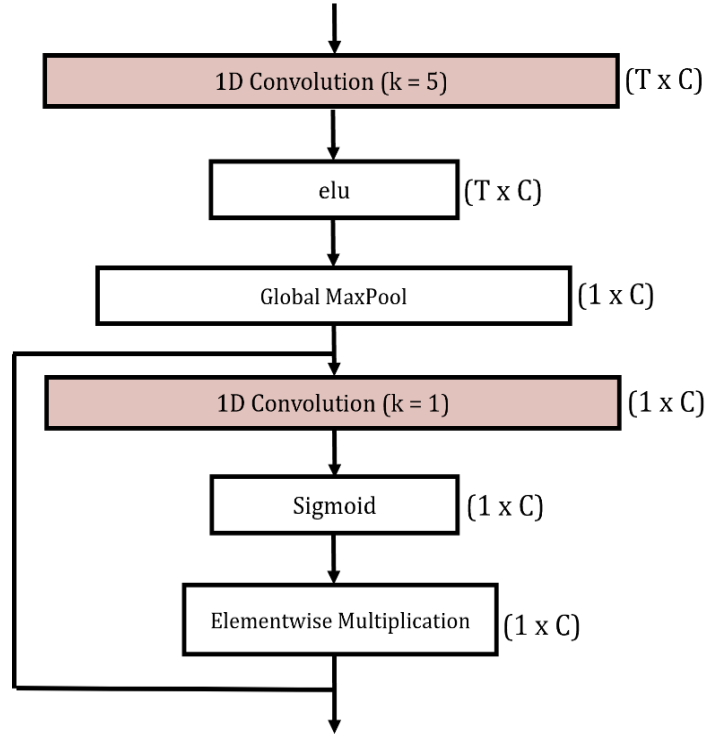 1D Convolution (k = 5) (T x C)
elu (T x C)
Global MaxPool (1 x C)
1D Convolution (k = 1) (1 x C)
Sigmoid (1 x C)
Elementwise Multiplication (1 x C)